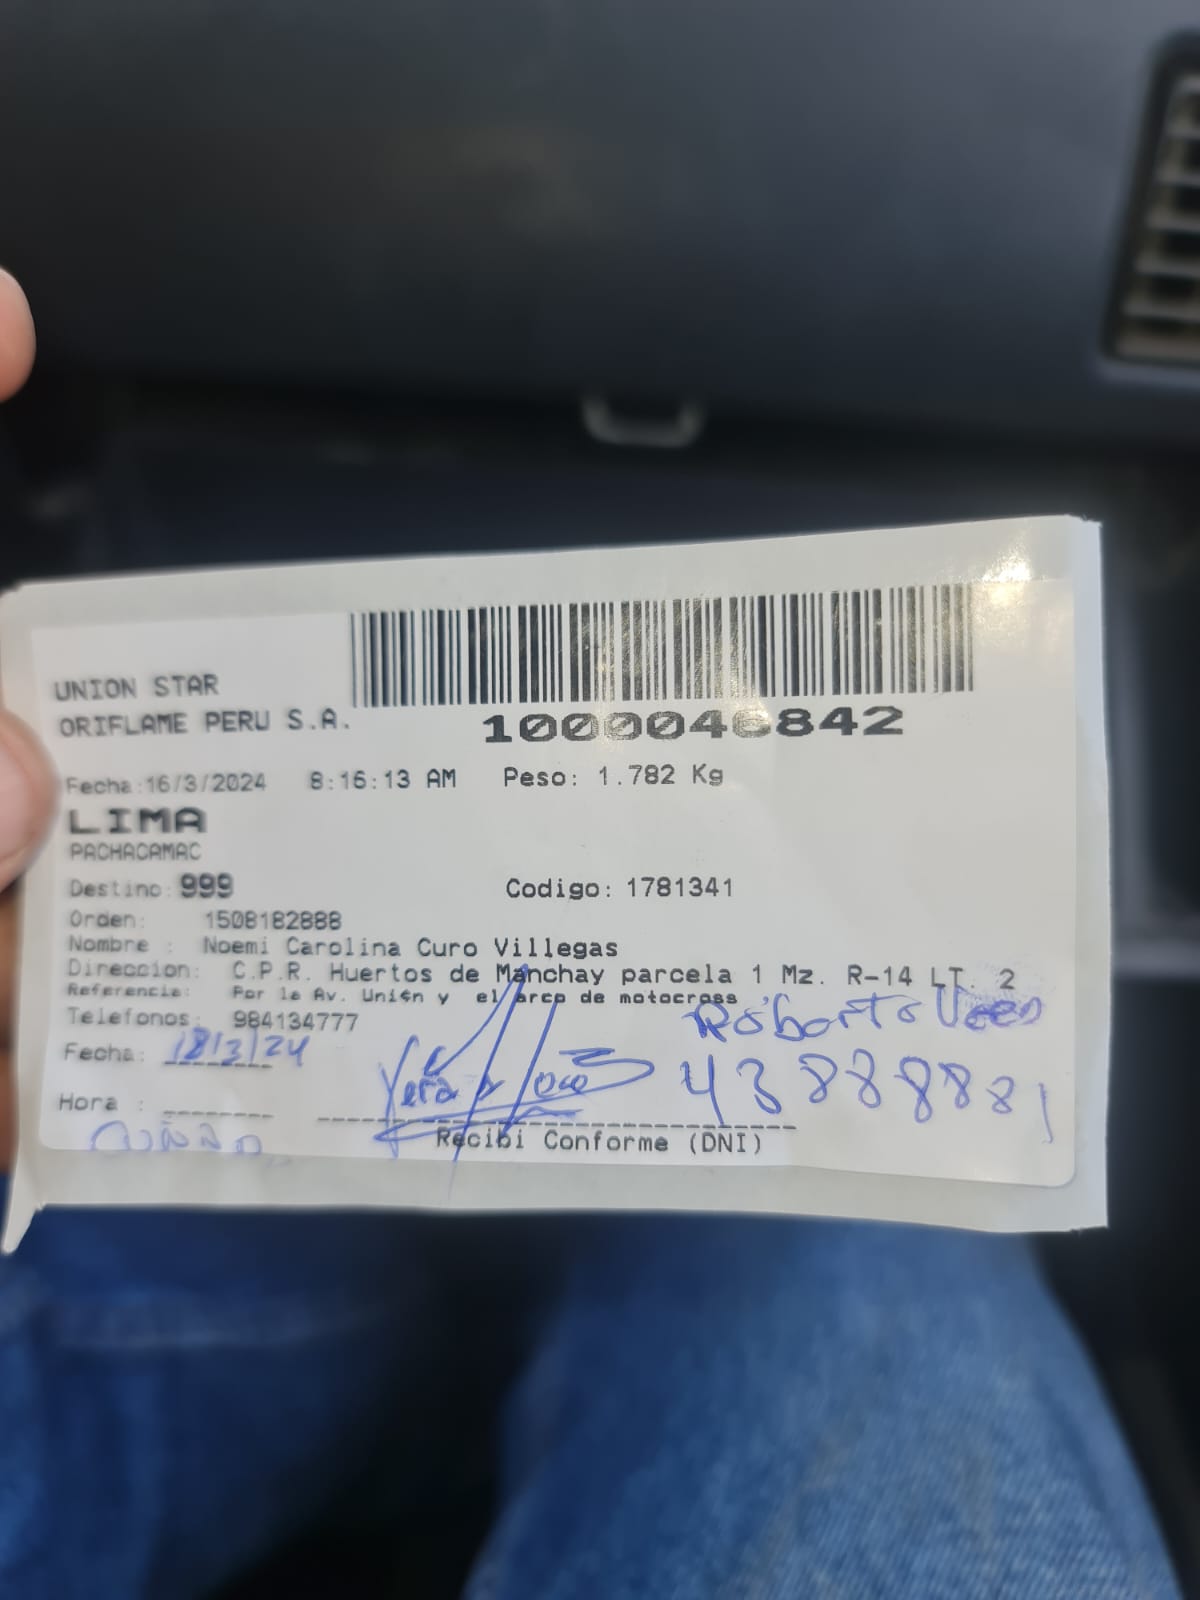 UNION STAR
ORIFLAME PERU S.A.
1000046842
Fecha:16/3/2024 8:16:13 AM Peso: 1.782 Kg
LIMA
PACHACAMAC
Destino: 999 Codigo: 1781341
Orden: 1508182888
Nombre : Noemi Carolina Curo Villegas
Direccion: C.P.R. Huertos de Manchay parcela 1 Mz. R-14 LT. 2
Referencia: Por la Av. Unión y el arco de motocross
Telefonos: 984134777
Roberto
Fecha: 18/3/24
43888881
Hora :
Recibi Conforme (DNI)